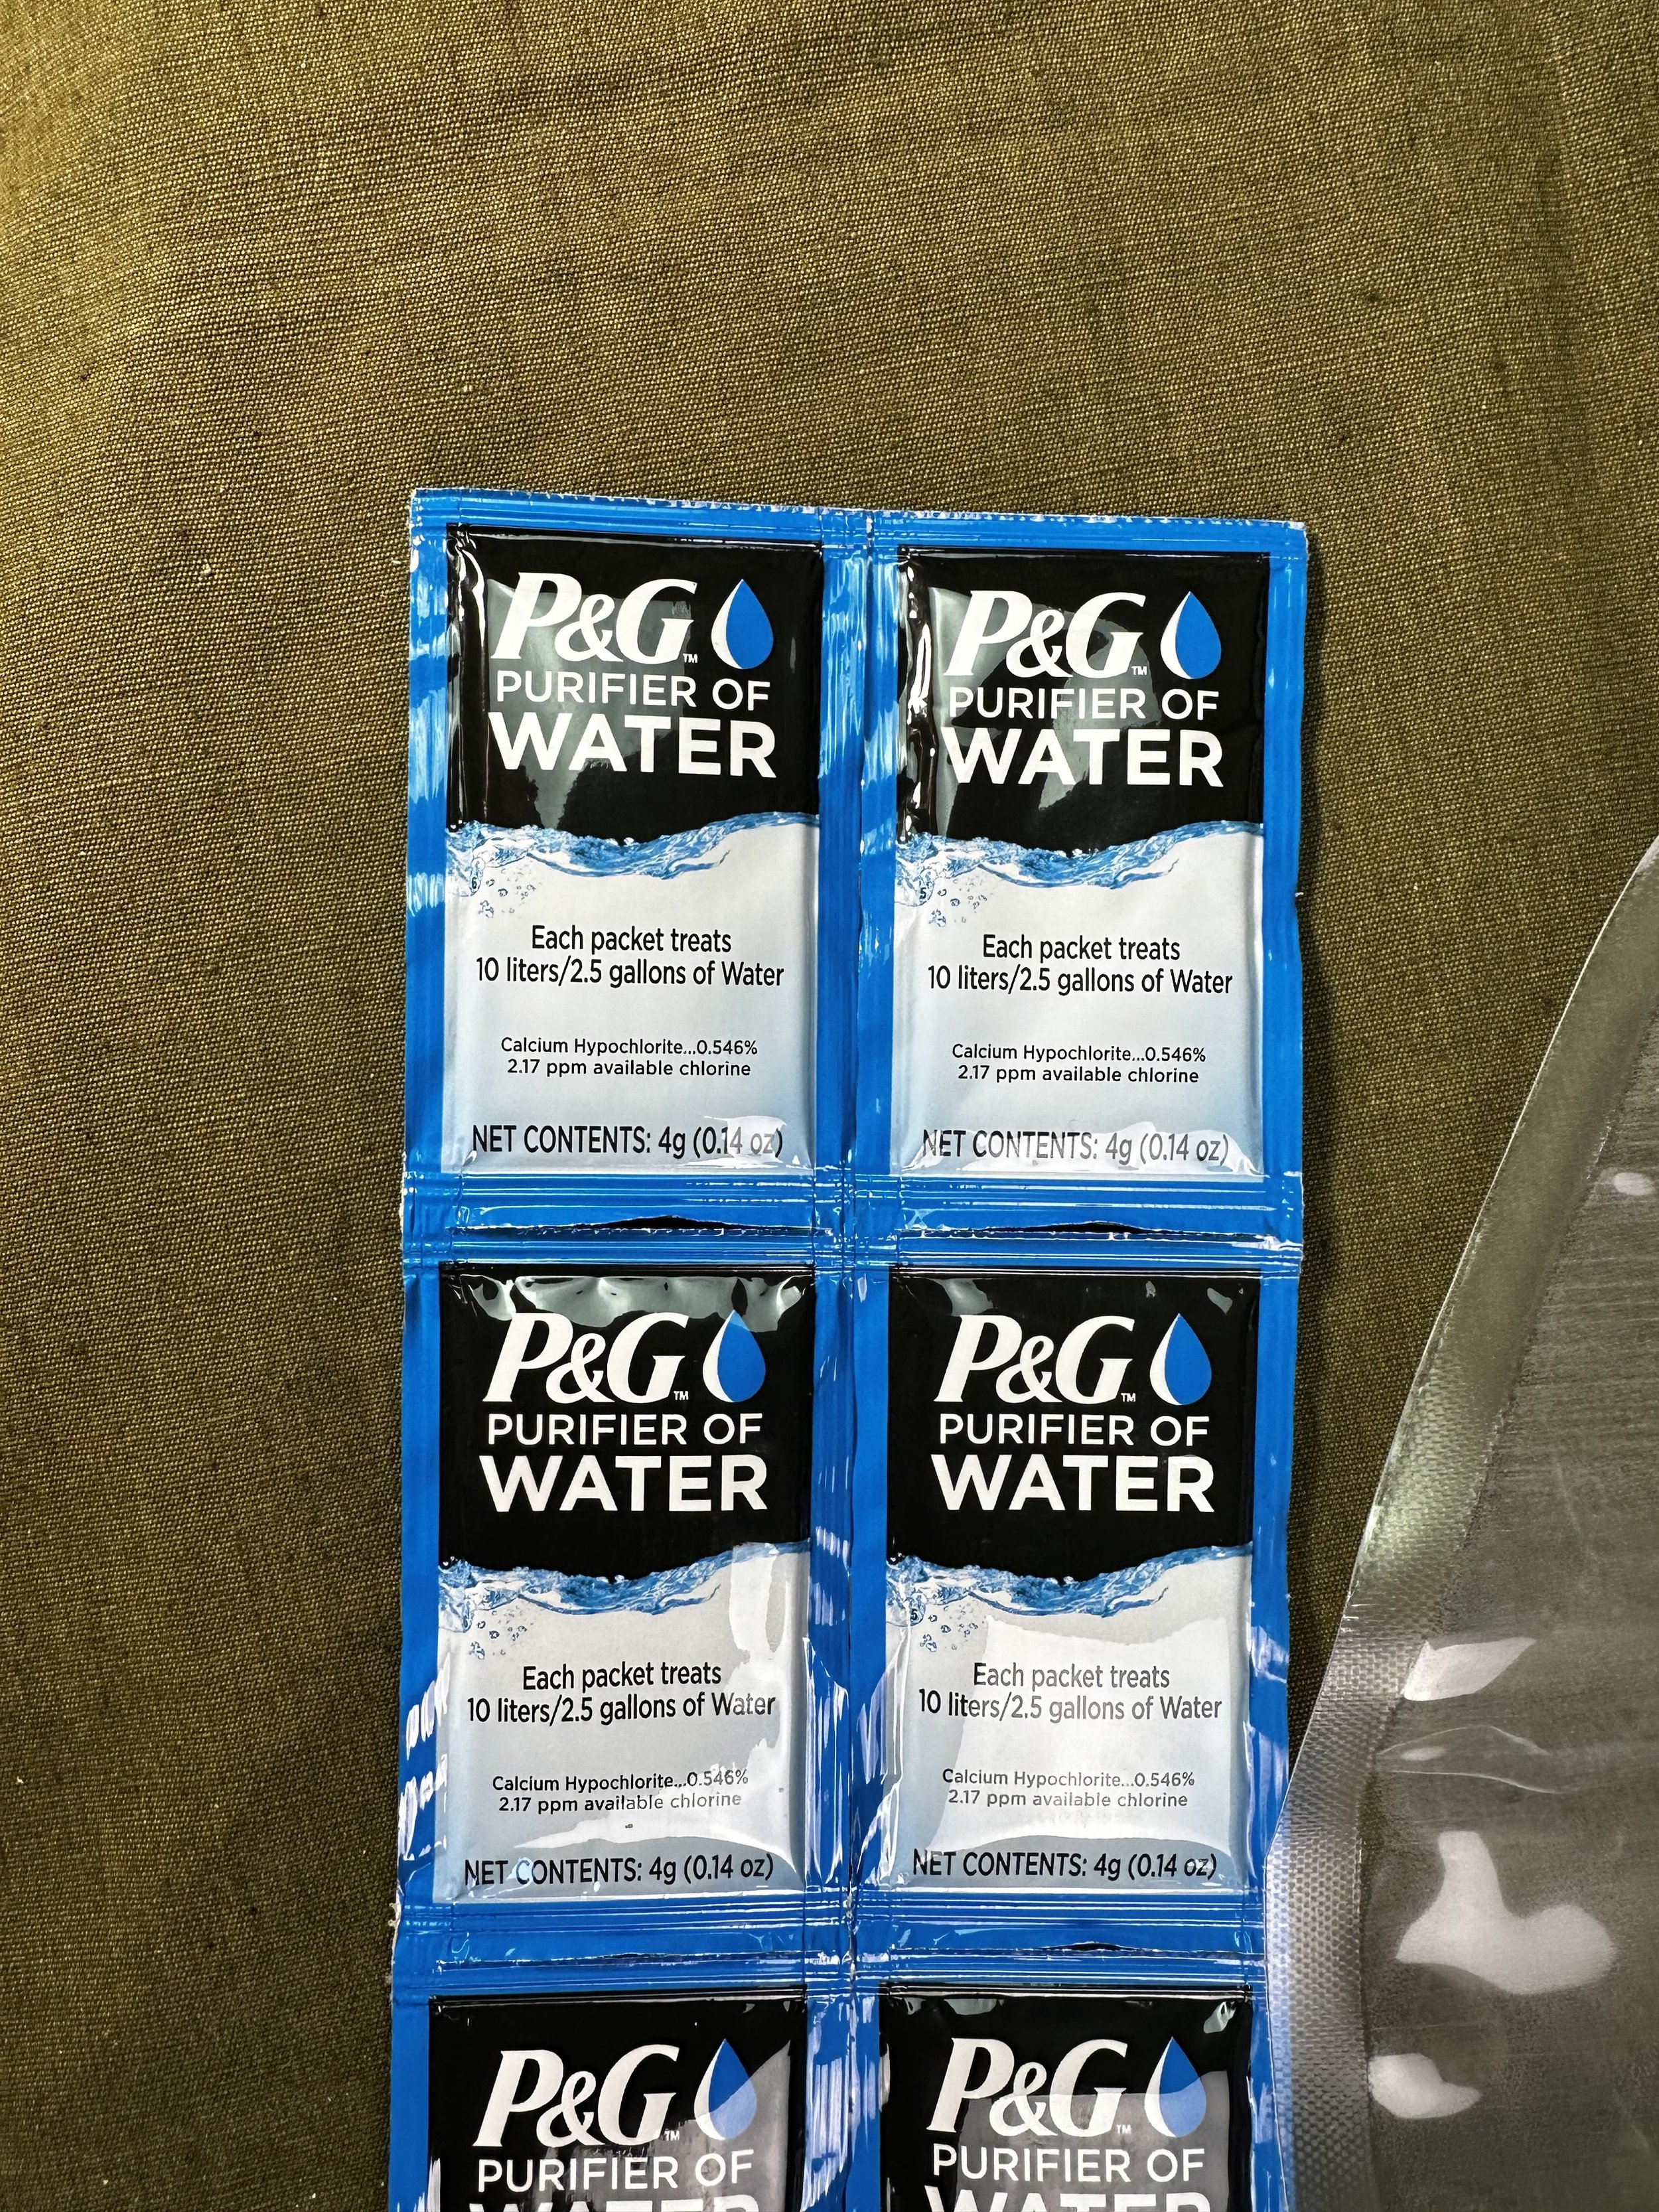 P&G™
PURIFIER OF
WATER
Each packet treats
10 liters/2.5 gallons of Water
Calcium Hypochlorite...0.546%
2.17 ppm available chlorine
NET CONTENTS: 4g (0.14 oz)
P&G™
PURIFIER OF
WATER
Each packet treats
10 liters/2.5 gallons of Water
Calcium Hypochlorite...0.546%
2.17 ppm available chlorine
NET CONTENTS: 4g (0.14 oz)
P&G™
PURIFIER OF
WATER
Each packet treats
10 liters/2.5 gallons of Water
Calcium Hypochlorite...0.546%
2.17 ppm available chlorine
NET CONTENTS: 4g (0.14 oz)
P&G™
PURIFIER OF
WATER
Each packet treats
10 liters/2.5 gallons of Water
Calcium Hypochlorite...0.546%
2.17 ppm available chlorine
NET CONTENTS: 4g (0.14 oz)
P&G™
PURIFIER OF
WATER
P&G™
PURIFIER OF
WATER